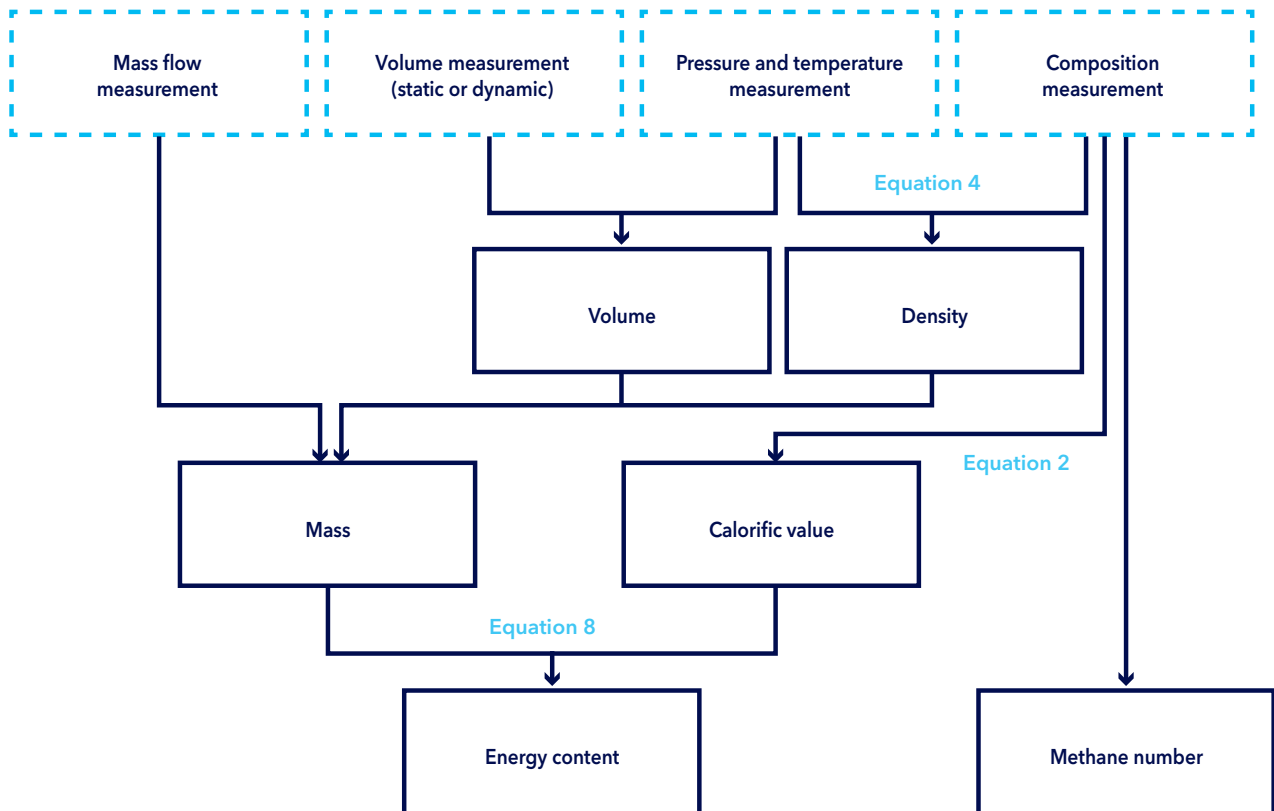 Mass flow
measurement
Volume measurement
(static or dynamic)
Pressure and temperature
measurement
Composition
measurement
Equation 4
Volume
Density
Equation 2
Mass
Calorific value
Equation 8
Energy content
Methane number